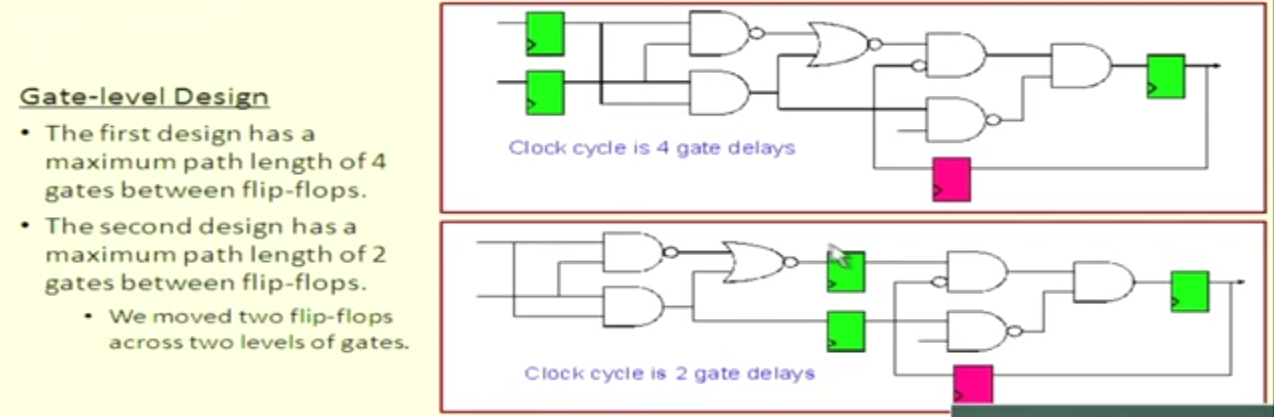 Gate-level Design
• The first design has a
maximum path length of 4
gates between flip-flops.
• The second design has a
maximum path length of 2
gates between flip-flops.
• We moved two flip-flops
across two levels of gates.
Clock cycle is 4 gate delays
Clock cycle is 2 gate delays